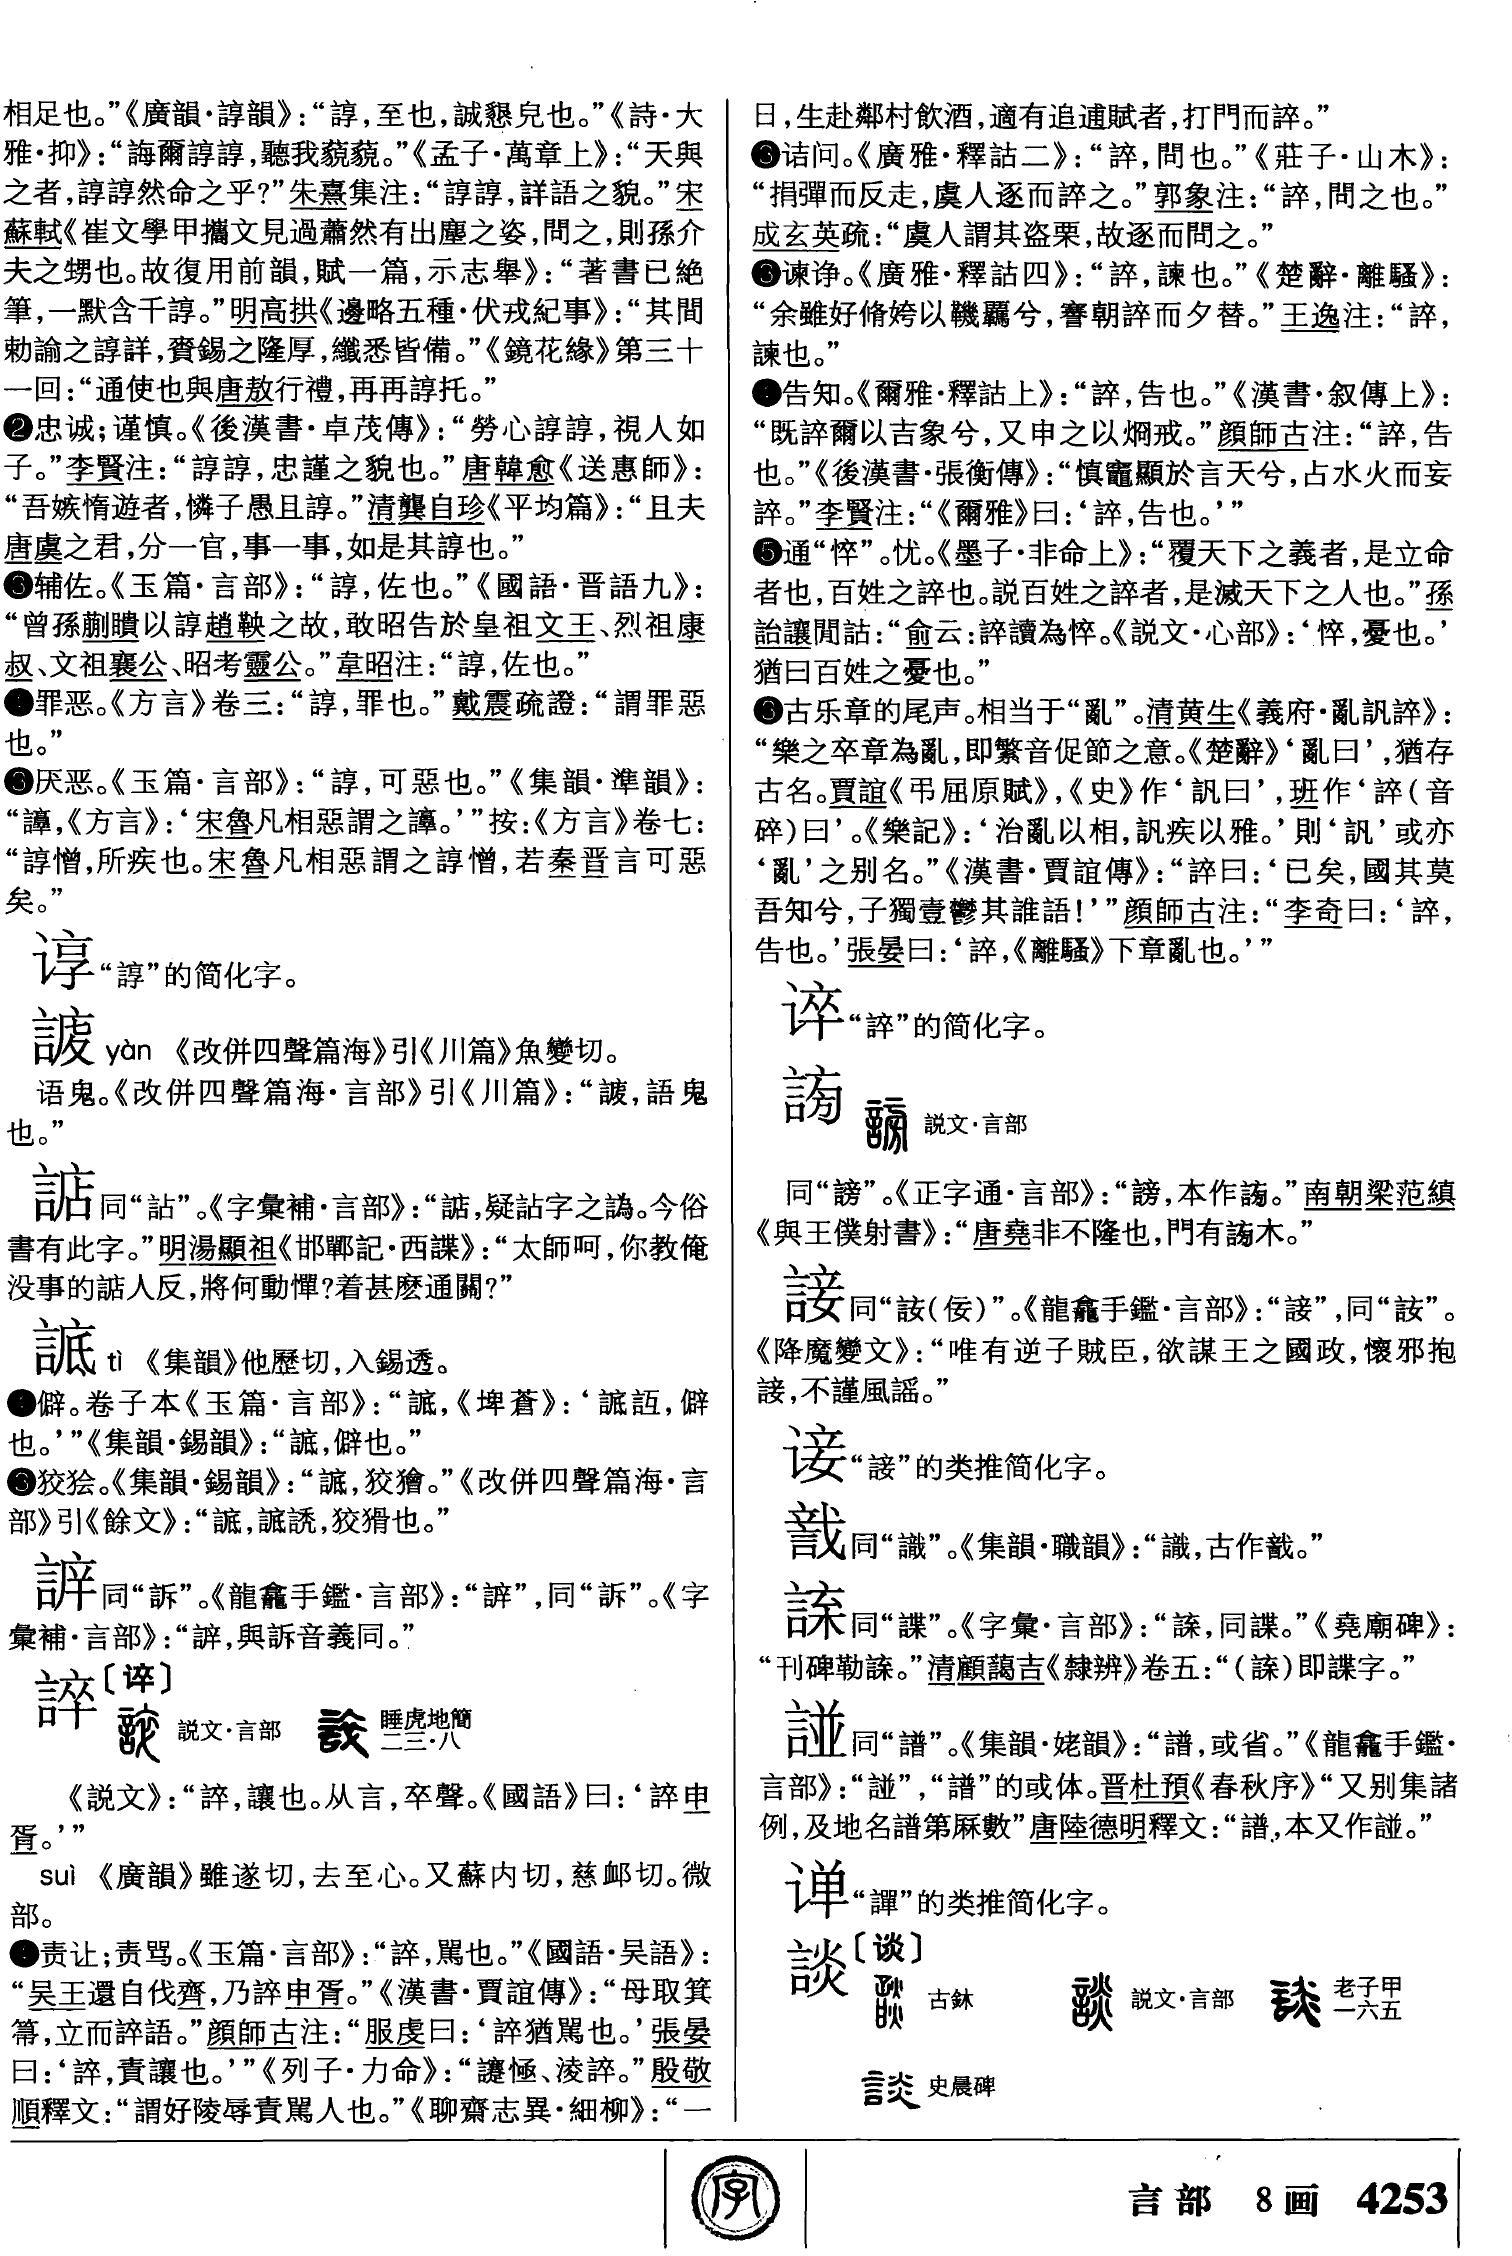 相足也。”《廣韻·諄韻》：“諄，至也，誠懇皃也。”《詩·大
雅·抑》：“誨爾諄諄，聽我藐藐。”《孟子·萬章上》：“天與
之者，諄諄然命之乎？”朱熹集注：“諄諄，詳語之貌。”宋
蘇軾《崔文學甲攜文見過蕭然有出塵之姿，問之，則孫介
夫之甥也。故復用前韻，賦一篇，示志舉》：“著書已絶
筆，一默含千諄。”明高拱《邊略五種·伏戎紀事》：“其間
勅諭之諄詳，賚錫之隆厚，纖悉皆備。”《鏡花緣》第三十
一回：“通使也與唐敖行禮，再再諄托。”
❷忠诚；谨慎。《後漢書·卓茂傳》：“勞心諄諄，視人如
子。”李賢注：“諄諄，忠謹之貌也。”唐韓愈《送惠師》：
“吾嫉惰遊者，憐子愚且諄。”清龔自珍《平均篇》：“且夫
唐虞之君，分一官，事一事，如是其諄也。”
❸辅佐。《玉篇·言部》：“諄，佐也。”《國語·晋語九》：
“曾孫蒯聵以諄趙鞅之故，敢昭告於皇祖文王、烈祖康
叔、文祖襄公、昭考靈公。”韋昭注：“諄，佐也。”
❹罪恶。《方言》卷三：“諄，罪也。”戴震疏證：“謂罪惡
也。”
❺厌恶。《玉篇·言部》：“諄，可惡也。”《集韻·準韻》：
“譐，《方言》：‘宋魯凡相惡謂之譐。’”按：《方言》卷七：
“諄憎，所疾也。宋魯凡相惡謂之諄憎，若秦晋言可惡
矣。”
谆“諄”的简化字。
yàn 《改併四聲篇海》引《川篇》魚變切。
语鬼。《改併四聲篇海·言部》引《川篇》：“，語鬼
也。”
䛸同“詀”。《字彙補·言部》：“䛸，疑詀字之譌。今俗
書有此字。”明湯顯祖《邯鄲記·西諜》：“太師呵，你教俺
没事的䛸人反，將何動憚？着甚麽通關？”
tì 《集韻》他歷切，入錫透。
❶僻。卷子本《玉篇·言部》：“，《埤蒼》：‘，僻
也。’”《集韻·錫韻》：“，僻也。”
❷狡狯。《集韻·錫韻》：“，狡獪。”《改併四聲篇海·言
部》引《餘文》：“，誘，狡猾也。”
同“訴”。《龍龕手鑑·言部》：“”，同“訴”。《字
彙補·言部》：“，與訴音義同。”
誶〔谇〕
説文·言部 睡虎地簡二三·八
《説文》：“誶，讓也。从言，卒聲。《國語》曰：‘誶申
胥。’”
suì 《廣韻》雖遂切，去至心。又蘇内切，慈卹切。微
部。
❶责让；责骂。《玉篇·言部》：“誶，駡也。”《國語·吴語》：
“吴王還自伐齊，乃誶申胥。”《漢書·賈誼傳》：“母取箕
箒，立而誶語。”顔師古注：“服虔曰：‘誶猶駡也。’張晏
曰：‘誶，責讓也。’”《列子·力命》：“𧬮㥛、淩誶。”殷敬
順釋文：“謂好陵辱責駡人也。”《聊齋志異·細柳》：“一
日，生赴鄰村飲酒，適有追逋賦者，打門而誶。”
❷诘问。《廣雅·釋詁二》：“誶，問也。”《莊子·山木》：
“捐彈而反走，虞人逐而誶之。”郭象注：“誶，問之也。”
成玄英疏：“虞人謂其盗栗，故逐而問之。”
❸谏诤。《廣雅·釋詁四》：“誶，諫也。”《楚辭·離騷》：
“余雖好脩姱以鞿羈兮，謇朝誶而夕替。”王逸注：“誶，
諫也。”
❹告知。《爾雅·釋詁上》：“誶，告也。”《漢書·叙傳上》：
“既誶爾以吉象兮，又申之以烱戒。”顔師古注：“誶，告
也。”《後漢書·張衡傳》：“慎竈顯於言天兮，占水火而妄
誶。”李賢注：“《爾雅》曰：‘誶，告也。’”
❺通“悴”。忧。《墨子·非命上》：“覆天下之義者，是立命
者也，百姓之誶也。説百姓之誶者，是滅天下之人也。”孫
詒讓閒詁：“俞云：誶讀為悴。《説文·心部》：‘悴，憂也。’
猶曰百姓之憂也。”
❻古乐章的尾声。相当于“亂”。清黄生《義府·亂訊誶》：
“樂之卒章為亂，即繁音促節之意。《楚辭》‘亂曰’，猶存
古名。賈誼《弔屈原賦》，《史》作‘訊曰’，班作‘誶（音
碎）曰’。《樂記》：‘治亂以相，訊疾以雅。’則‘訊’或亦
‘亂’之别名。”《漢書·賈誼傳》：“誶曰：‘已矣，國其莫
吾知兮，子獨壹鬱其誰語！’”顔師古注：“李奇曰：‘誶，
告也。’張晏曰：‘誶，《離騷》下章亂也。’”
谇“誶”的简化字。
説文·言部
同“謗”。《正字通·言部》：“謗，本作。”南朝梁范縝
《與王僕射書》：“唐堯非不隆也，門有木。”
䛼同“（佞）”。《龍龕手鑑·言部》：“䛼”，同“”。
《降魔變文》：“唯有逆子賊臣，欲謀王之國政，懷邪抱
䛼，不謹風謡。”
“䛼”的类推简化字。
戠同“識”。《集韻·職韻》：“識，古作戠。”
同“諜”。《字彙·言部》：“，同諜。”《堯廟碑》：
“刊碑勒。”清顧藹吉《隸辨》卷五：“（）即諜字。”
同“譜”。《集韻·姥韻》：“譜，或省。”《龍龕手鑑·
言部》：“”，“譜”的或体。晋杜預《春秋序》“又别集諸
例，及地名譜第厤數”唐陸德明釋文：“譜，本又作。”
“譂”的类推简化字。
談〔谈〕
古鉥 説文·言部 老子甲一六五
史晨碑
字
言部 8画 4253